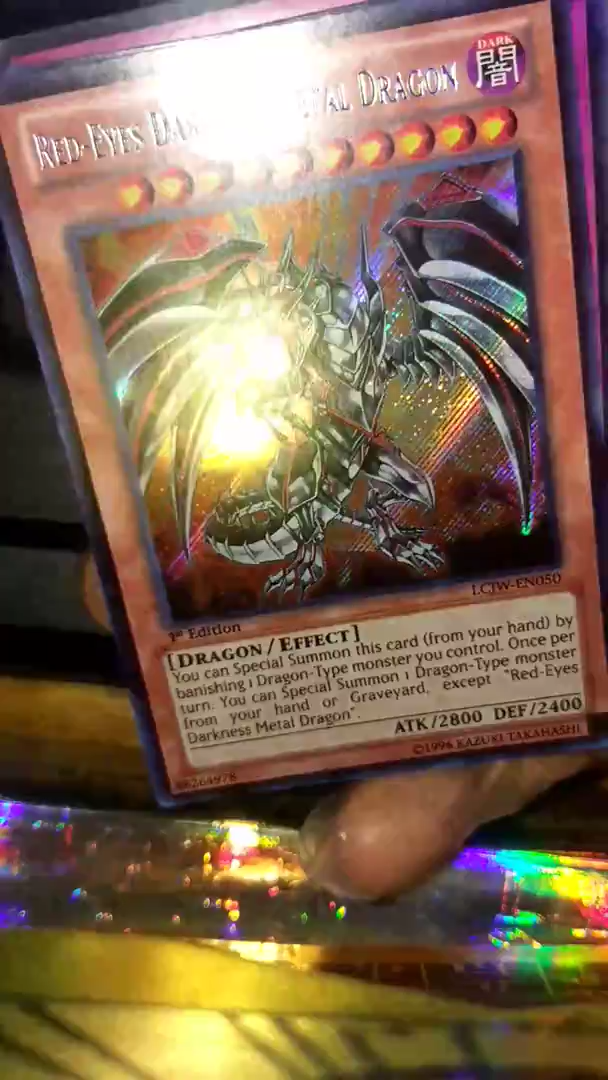 RED-EYES DA TAL DRAGON
DARK
闇
LCJW-EN050
1st Edition
[DRAGON/EFFECT]
You can Special Summon this card (from your hand) by
banishing 1 Dragon-Type monster you control. Once per
turn. You can Special Summon 1 Dragon-Type monster
from your hand or Graveyard, except "Red-Eyes
Darkness Metal Dragon".
ATK/2800 DEF/2400
©1996 KAZUKI TAKAHASHI